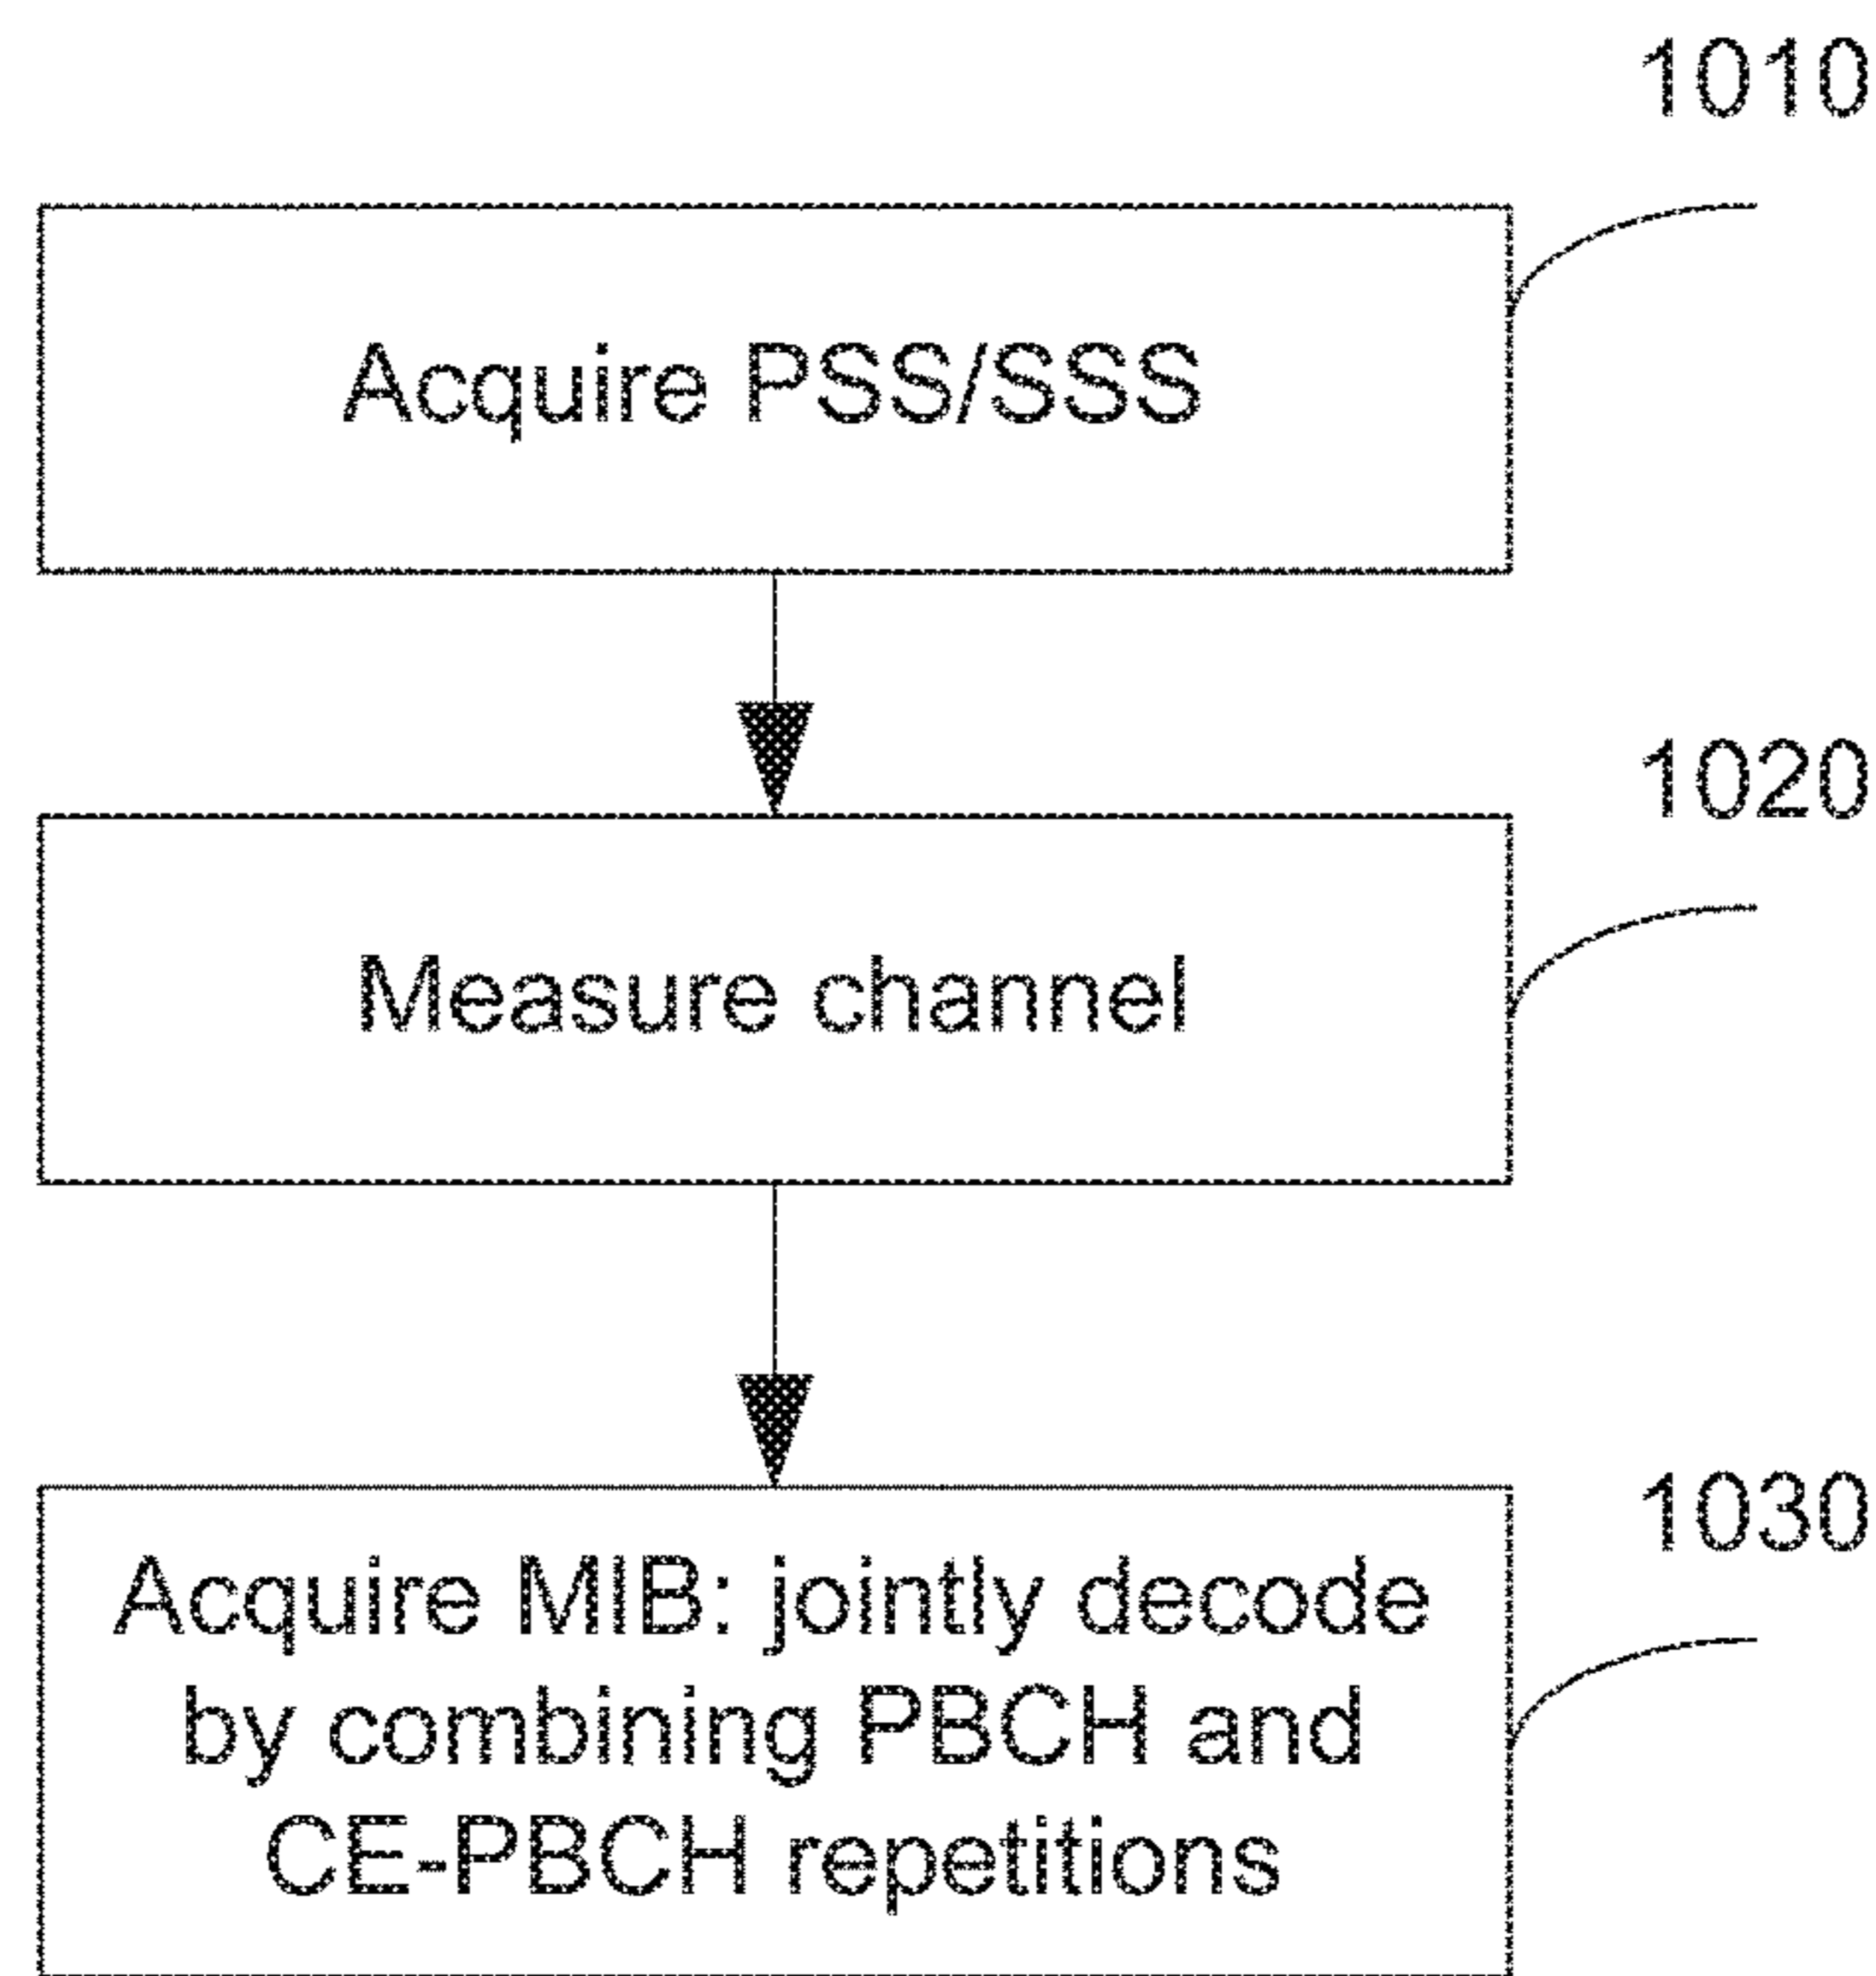 1010
Acquire PSS/SSS
1020
Measure channel
1030
Acquire MIB: jointly decode
by combining PBCH and
CE-PBCH repetitions